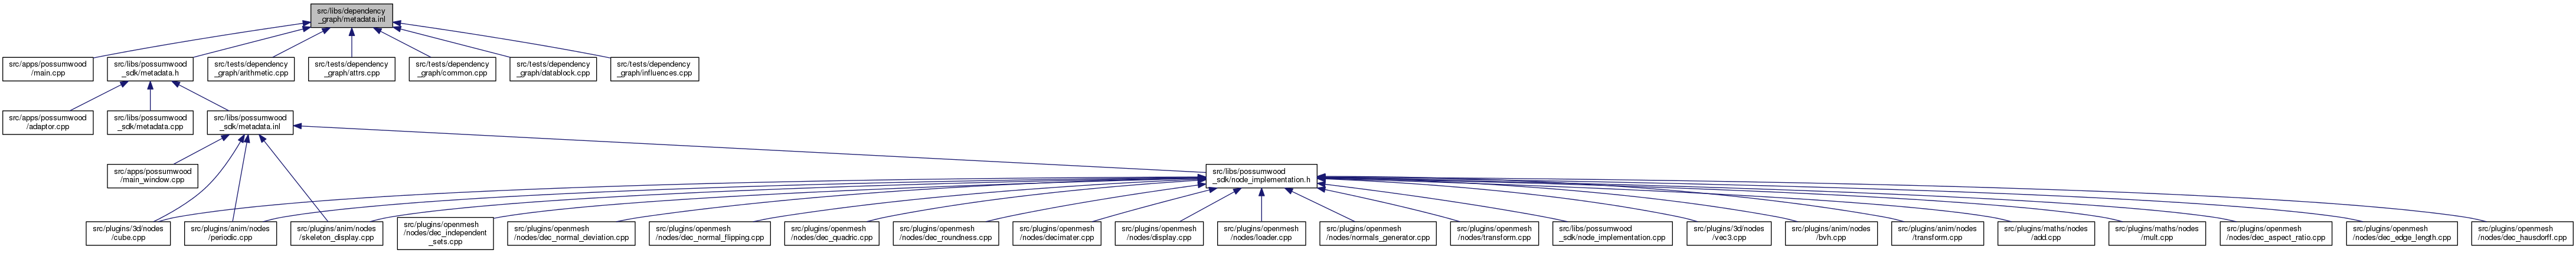 src/libs/dependency
_graph/metadata.inl
src/apps/possumwood
/main.cpp
src/libs/possumwood
_sdk/metadata.h
src/tests/dependency
_graph/arithmetic.cpp
src/tests/dependency
_graph/attrs.cpp
src/tests/dependency
_graph/common.cpp
src/tests/dependency
_graph/datablock.cpp
src/tests/dependency
_graph/influences.cpp
src/apps/possumwood
/adaptor.cpp
src/libs/possumwood
_sdk/metadata.cpp
src/libs/possumwood
_sdk/metadata.inl
src/apps/possumwood
/main_window.cpp
src/libs/possumwood
_sdk/node_implementation.h
src/plugins/3d/nodes
/cube.cpp
src/plugins/anim/nodes
/periodic.cpp
src/plugins/anim/nodes
/skeleton_display.cpp
src/plugins/openmesh
/nodes/dec_independent
_sets.cpp
src/plugins/openmesh
/nodes/dec_normal_deviation.cpp
src/plugins/openmesh
/nodes/dec_normal_flipping.cpp
src/plugins/openmesh
/nodes/dec_quadric.cpp
src/plugins/openmesh
/nodes/dec_roundness.cpp
src/plugins/openmesh
/nodes/decimater.cpp
src/plugins/openmesh
/nodes/display.cpp
src/plugins/openmesh
/nodes/loader.cpp
src/plugins/openmesh
/nodes/normals_generator.cpp
src/plugins/openmesh
/nodes/transform.cpp
src/libs/possumwood
_sdk/node_implementation.cpp
src/plugins/3d/nodes
/vec3.cpp
src/plugins/anim/nodes
/bvh.cpp
src/plugins/anim/nodes
/transform.cpp
src/plugins/maths/nodes
/add.cpp
src/plugins/maths/nodes
/mult.cpp
src/plugins/openmesh
/nodes/dec_aspect_ratio.cpp
src/plugins/openmesh
/nodes/dec_edge_length.cpp
src/plugins/openmesh
/nodes/dec_hausdorff.cpp